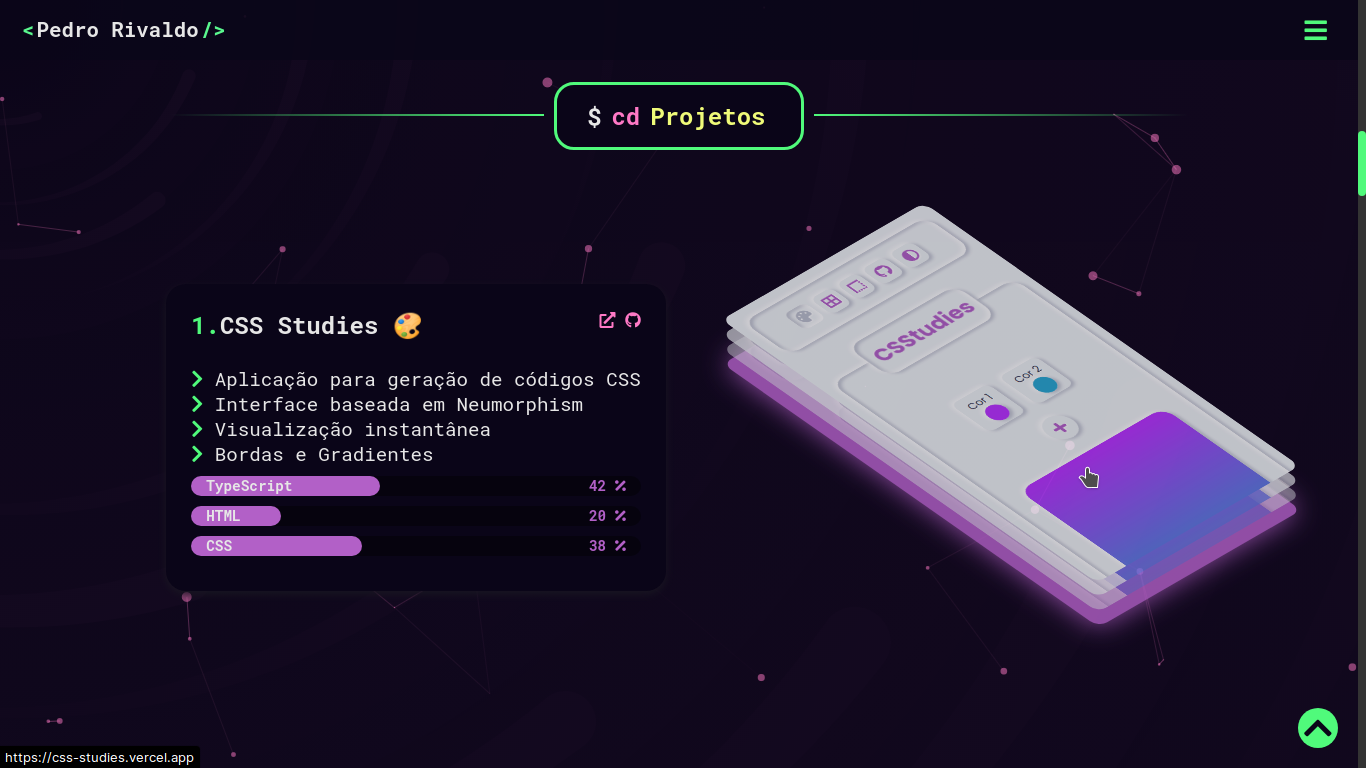 <Pedro Rivaldo/>
$ cd Projetos
1.CSS Studies 🎨
Aplicação para geração de códigos CSS
Interface baseada em Neumorphism
Visualização instantânea
Bordas e Gradientes
TypeScript 42 %
HTML 20 %
CSS 38 %
CSStudies
Cor 1
Cor 2
https://css-studies.vercel.app